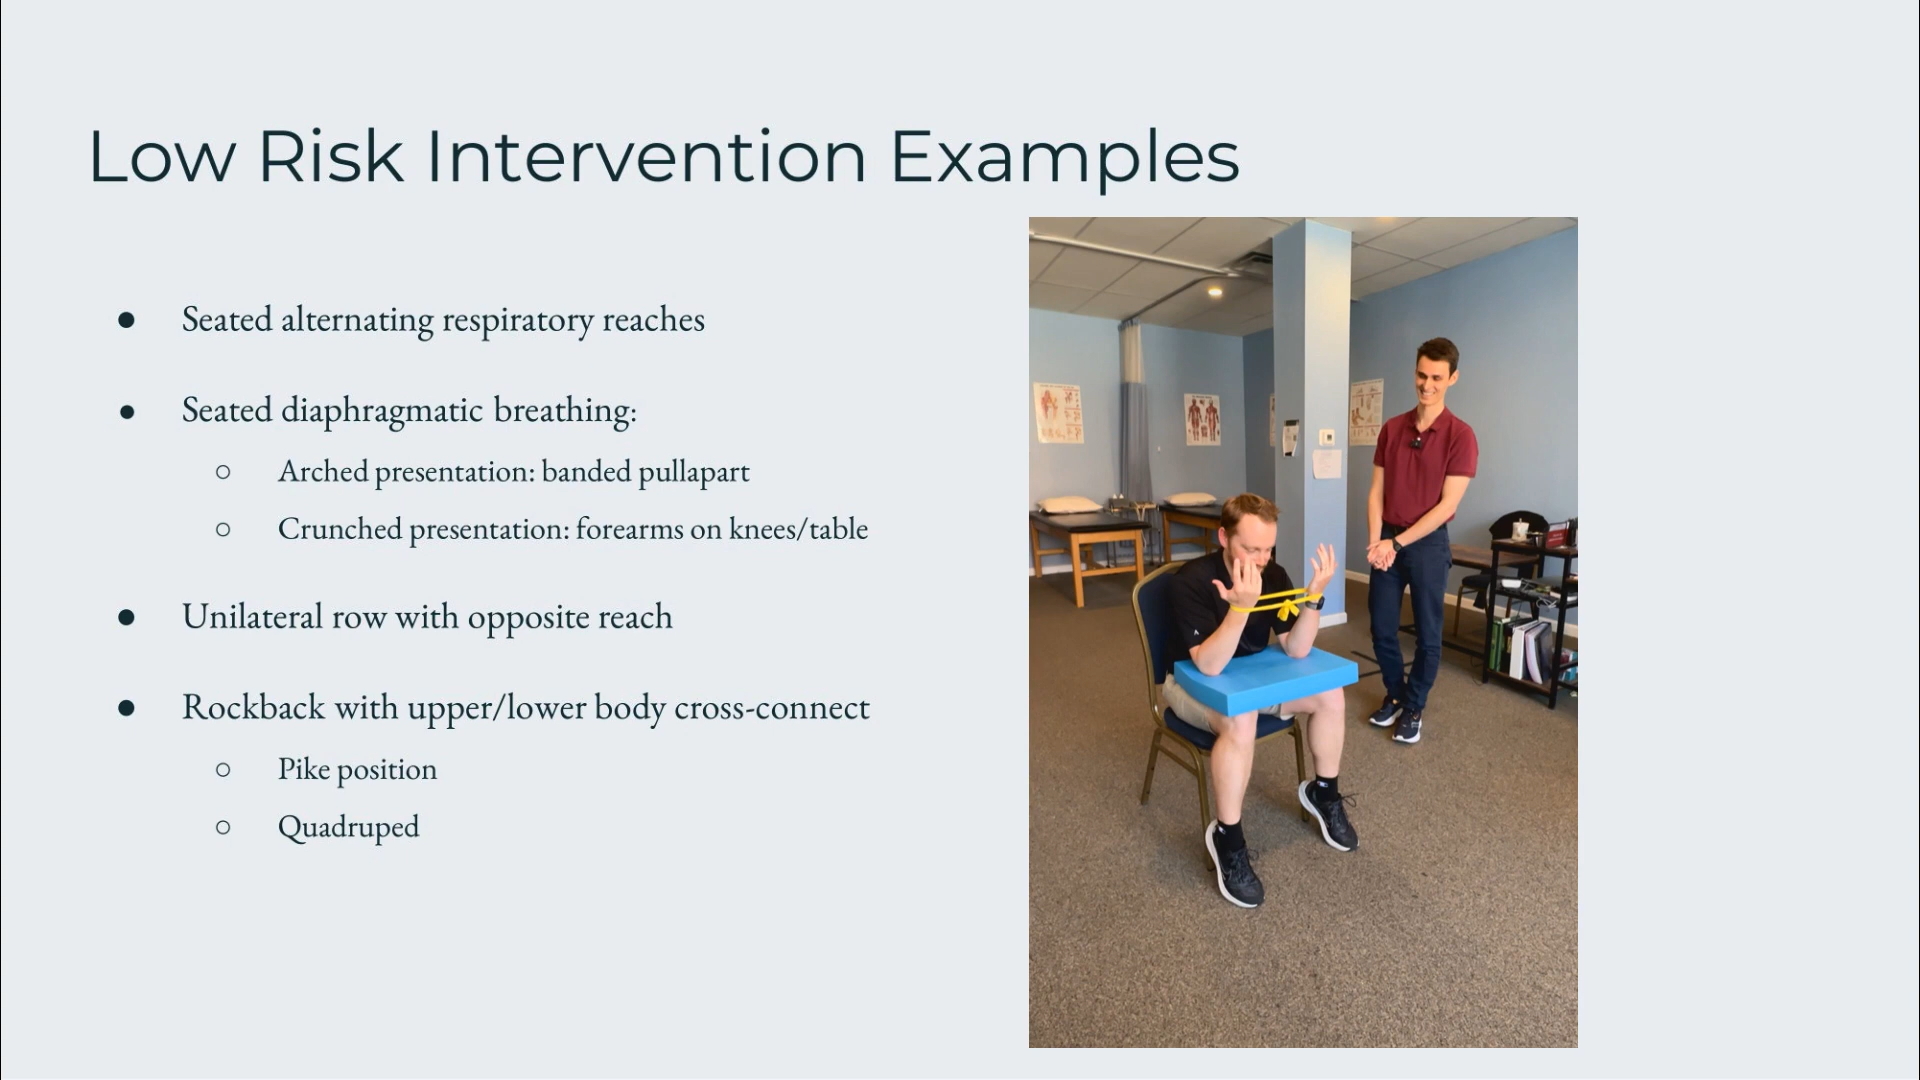 Low Risk Intervention Examples
● Seated alternating respiratory reaches
● Seated diaphragmatic breathing:
○ Arched presentation: banded pullapart
○ Crunched presentation: forearms on knees/table
● Unilateral row with opposite reach
● Rockback with upper/lower body cross-connect
○ Pike position
○ Quadruped